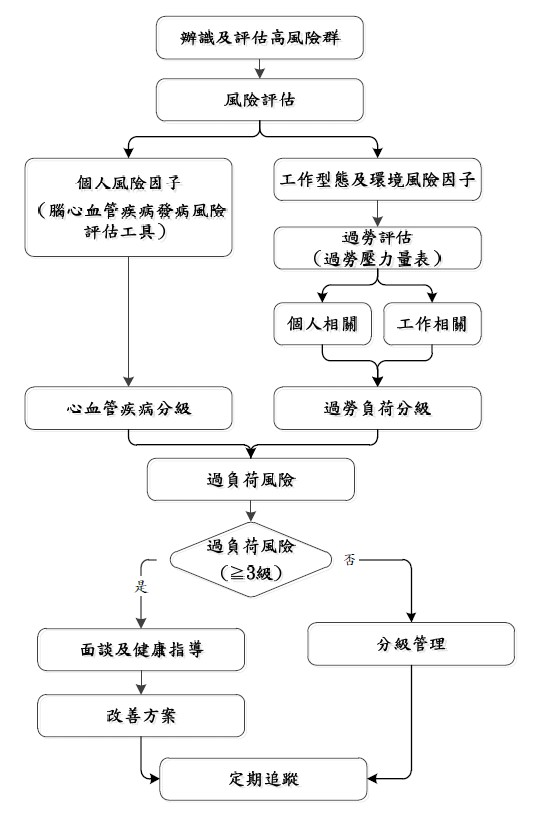 辨識及評估高風險群
風險評估
個人風險因子
（腦心血管疾病發病風險
評估工具）
工作型態及環境風險因子
過勞評估
（過勞壓力量表）
個人相關
工作相關
心血管疾病分級
過勞負荷分級
過負荷風險
過負荷風險
（≧3級）
是
否
面談及健康指導
分級管理
改善方案
定期追蹤